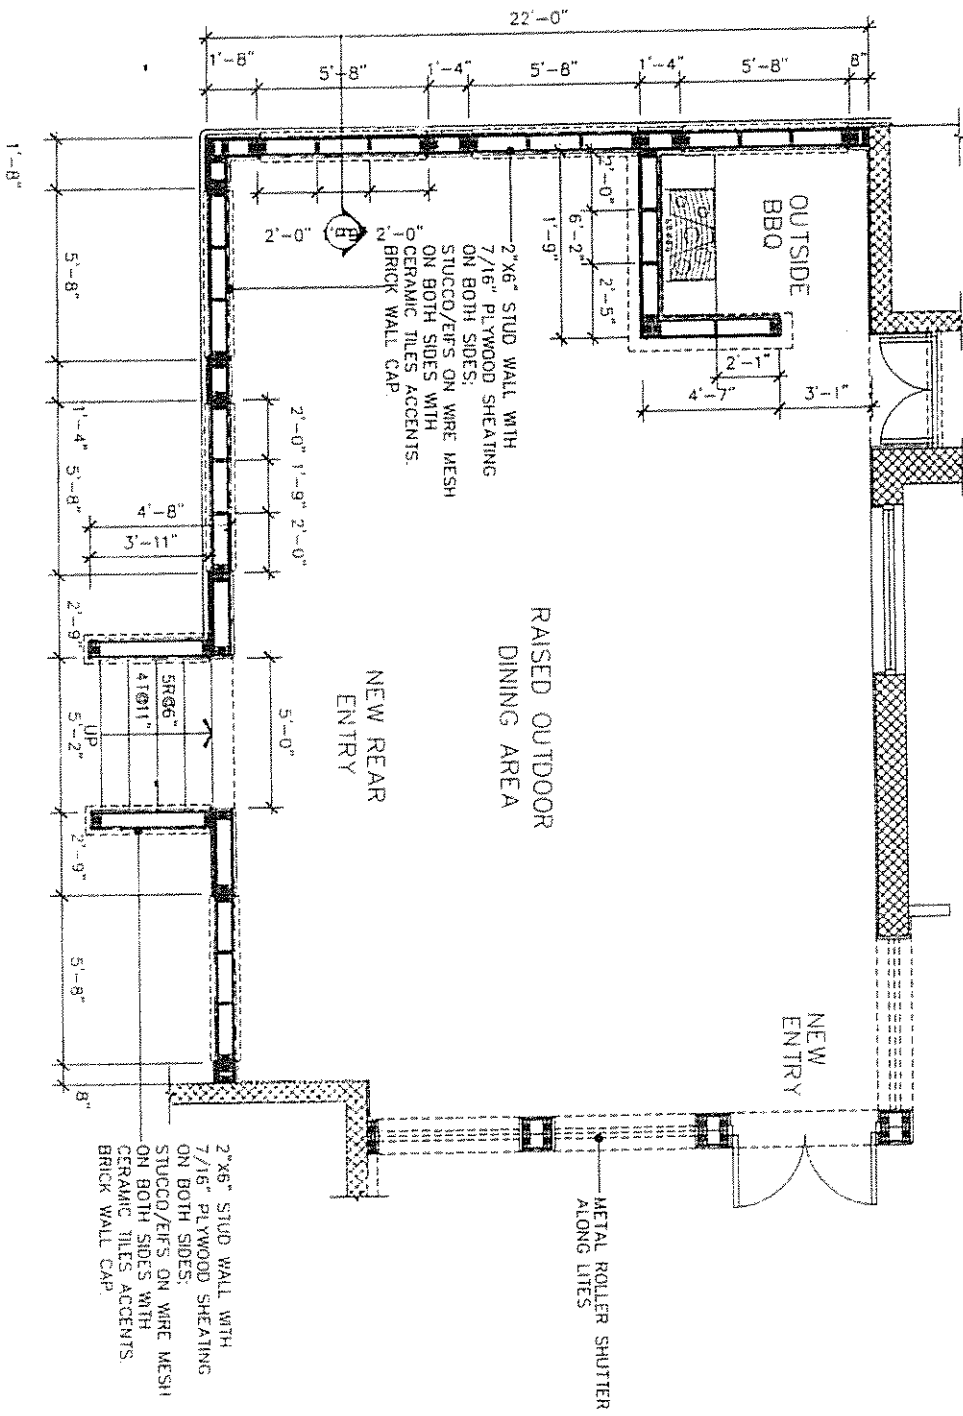 22'-0"
1'-8"
5'-8"
1'-4"
5'-8"
1'-4"
5'-8"
8"
1'-8"
5'-8"
1'-4"
5'-8"
2'-9"
5'-2"
2'-9"
5'-8"
8"
2'-0"
2'-0"
2'-0"
6'-2"
1'-9"
2'-5"
2'-1"
4'-7"
3'-1"
OUTSIDE
BBQ
2"X6" STUD WALL WITH
7/16" PLYWOOD SHEATING
ON BOTH SIDES;
STUCCO/EIFS ON WIRE MESH
ON BOTH SIDES WITH
CERAMIC TILES ACCENTS.
BRICK WALL CAP.
2'-0"
1'-9"
2'-0"
4'-8"
3'-11"
RAISED OUTDOOR
DINING AREA
NEW REAR
ENTRY
5'-0"
5R@6"
4T@11"
UP
NEW
ENTRY
METAL ROLLER SHUTTER
ALONG LITES
2"X6" STUD WALL WITH
7/16" PLYWOOD SHEATING
ON BOTH SIDES;
STUCCO/EIFS ON WIRE MESH
ON BOTH SIDES WITH
CERAMIC TILES ACCENTS.
BRICK WALL CAP.